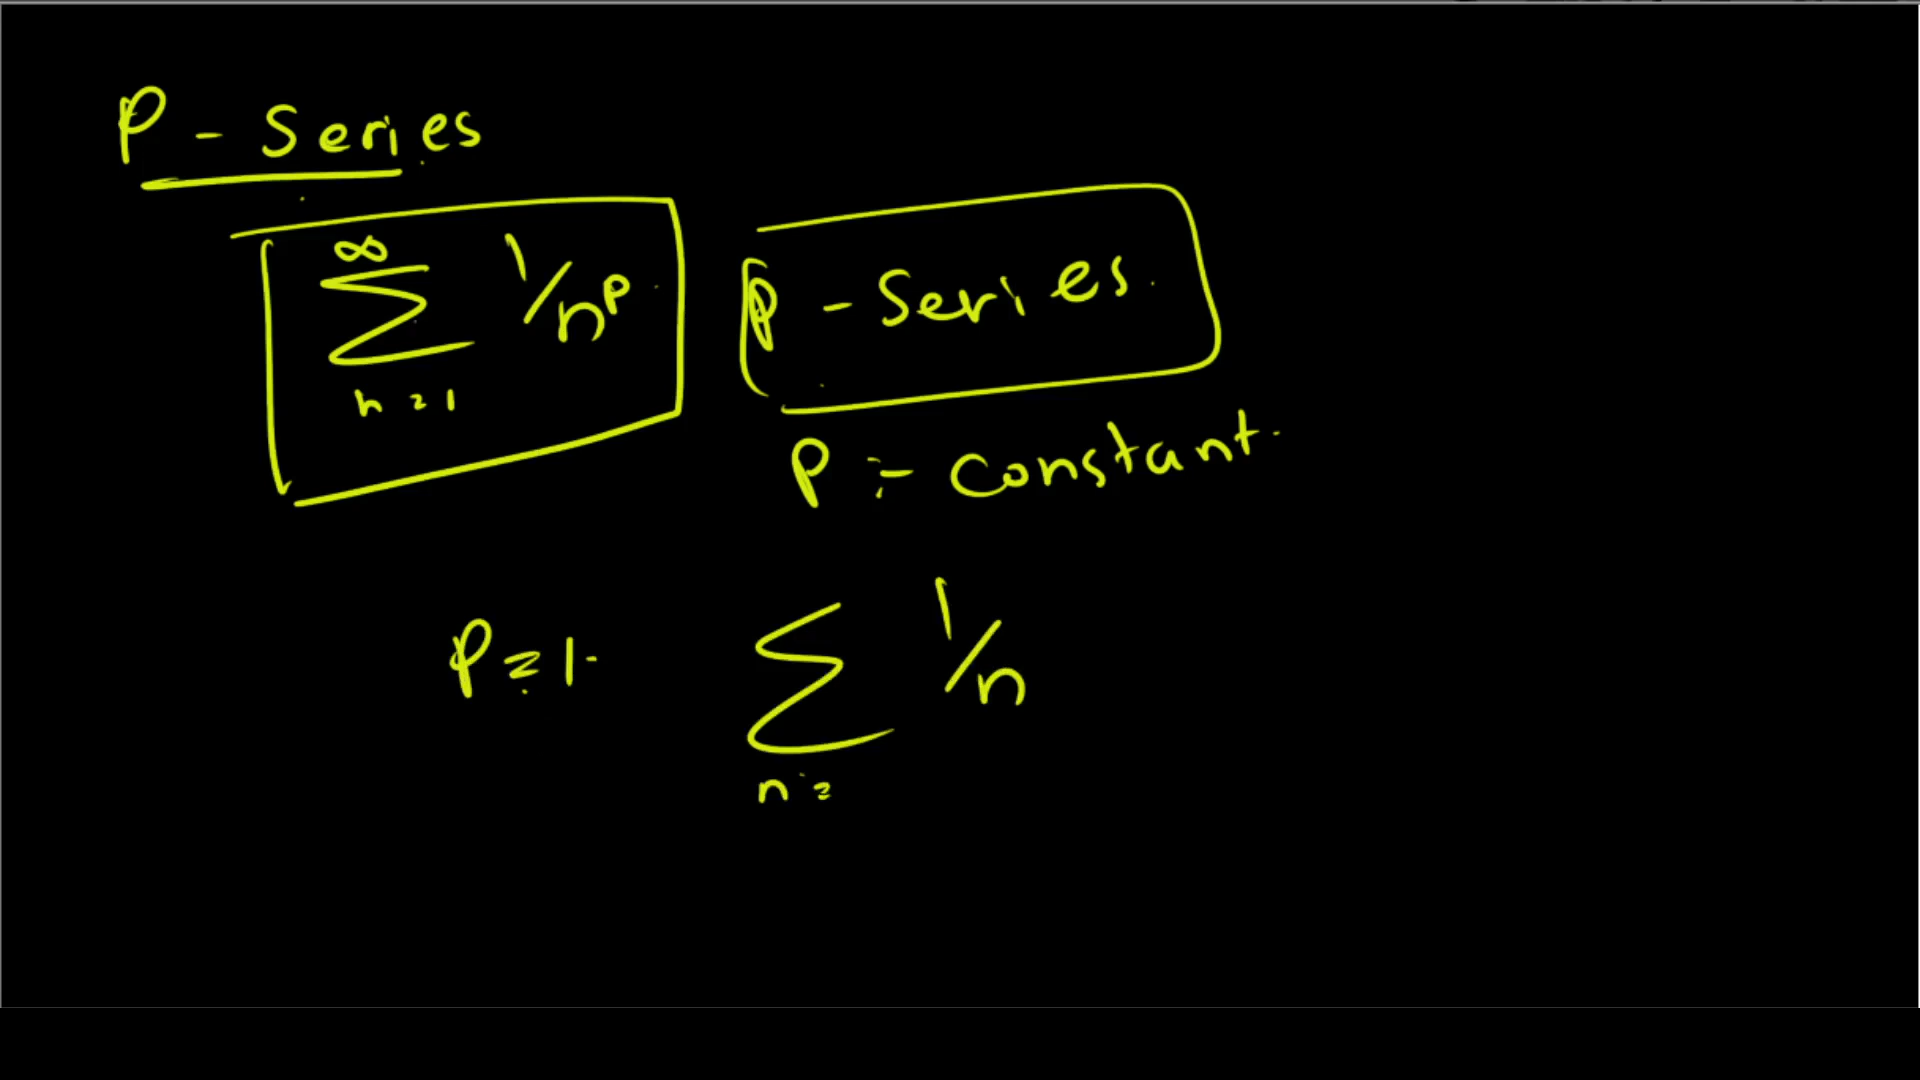 P - Series
∞
∑ 1/n^p
n = 1
p - Series.
P :- Constant.
P = 1.
∑ 1/n
n =